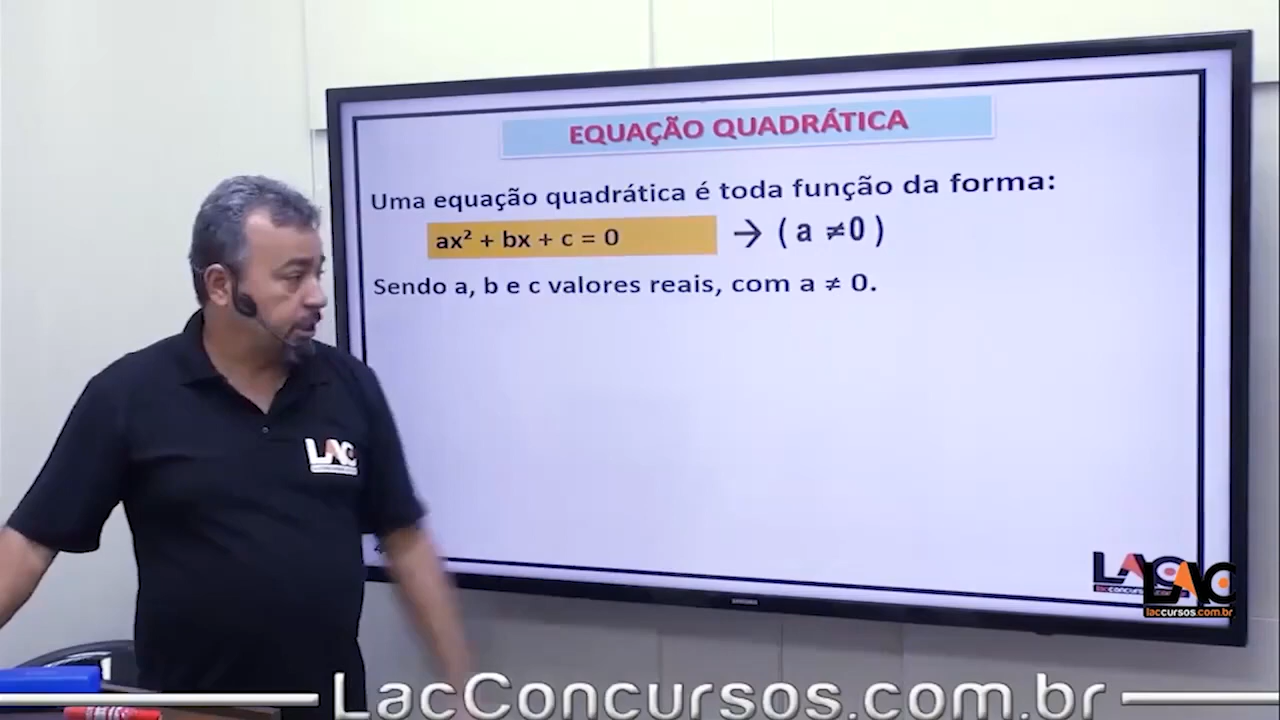 EQUAÇÃO QUADRÁTICA
Uma equação quadrática é toda função da forma:
ax² + bx + c = 0 → ( a ≠0 )
Sendo a, b e c valores reais, com a ≠ 0.
LAC
LAC
LAC
laccursos.com.br
LacConcursos.com.br